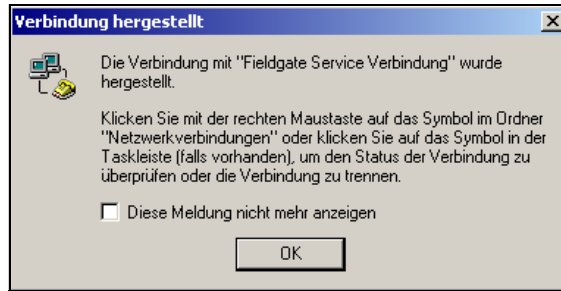 Verbindung hergestellt
Die Verbindung mit "Fieldgate Service Verbindung" wurde
hergestellt.
Klicken Sie mit der rechten Maustaste auf das Symbol im Ordner
"Netzwerkverbindungen" oder klicken Sie auf das Symbol in der
Taskleiste (falls vorhanden), um den Status der Verbindung zu
überprüfen oder die Verbindung zu trennen.
Diese Meldung nicht mehr anzeigen
OK